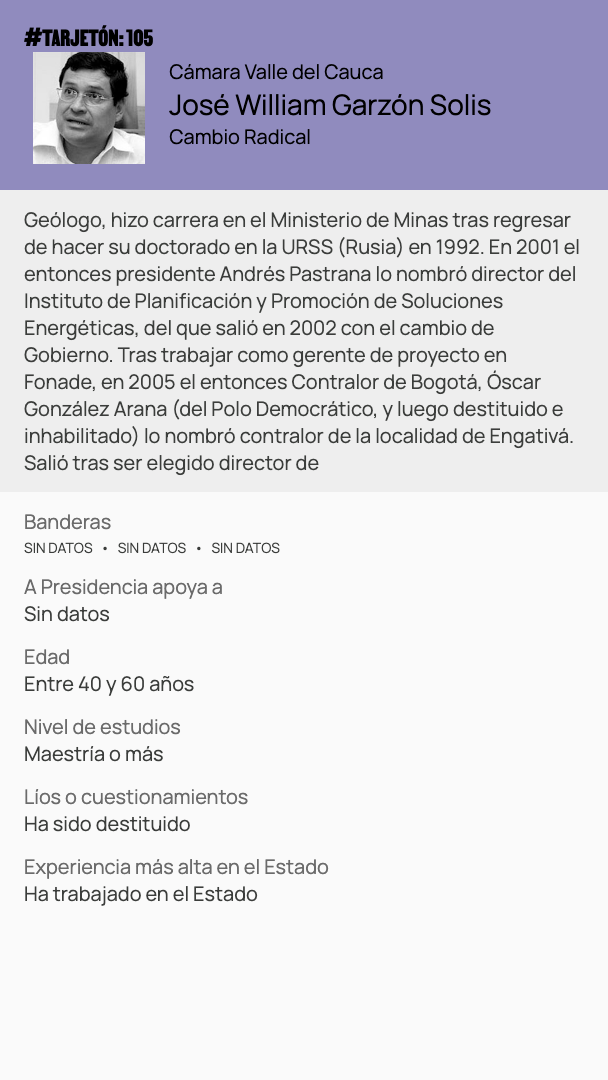 #TARJETÓN: 105
Cámara Valle del Cauca
José William Garzón Solis
Cambio Radical
Geólogo, hizo carrera en el Ministerio de Minas tras regresar
de hacer su doctorado en la URSS (Rusia) en 1992. En 2001 el
entonces presidente Andrés Pastrana lo nombró director del
Instituto de Planificación y Promoción de Soluciones
Energéticas, del que salió en 2002 con el cambio de
Gobierno. Tras trabajar como gerente de proyecto en
Fonade, en 2005 el entonces Contralor de Bogotá, Óscar
González Arana (del Polo Democrático, y luego destituido e
inhabilitado) lo nombró contralor de la localidad de Engativá.
Salió tras ser elegido director de
Banderas
SIN DATOS • SIN DATOS • SIN DATOS
A Presidencia apoya a
Sin datos
Edad
Entre 40 y 60 años
Nivel de estudios
Maestría o más
Líos o cuestionamientos
Ha sido destituido
Experiencia más alta en el Estado
Ha trabajado en el Estado